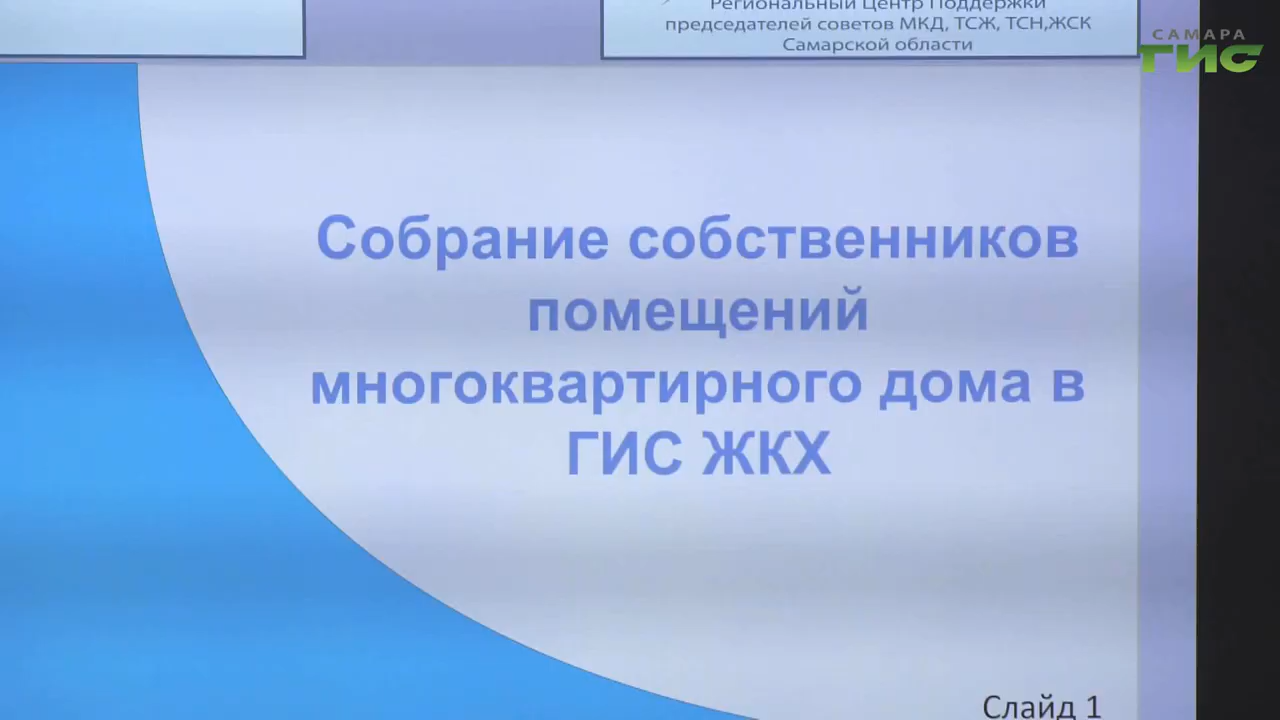 Региональный Центр Поддержки
председателей советов МКД, ТСЖ, ТСН,ЖСК
Самарской области
САМАРА
ГИС
Собрание собственников
помещений
многоквартирного дома в
ГИС ЖКХ
Слайд 1